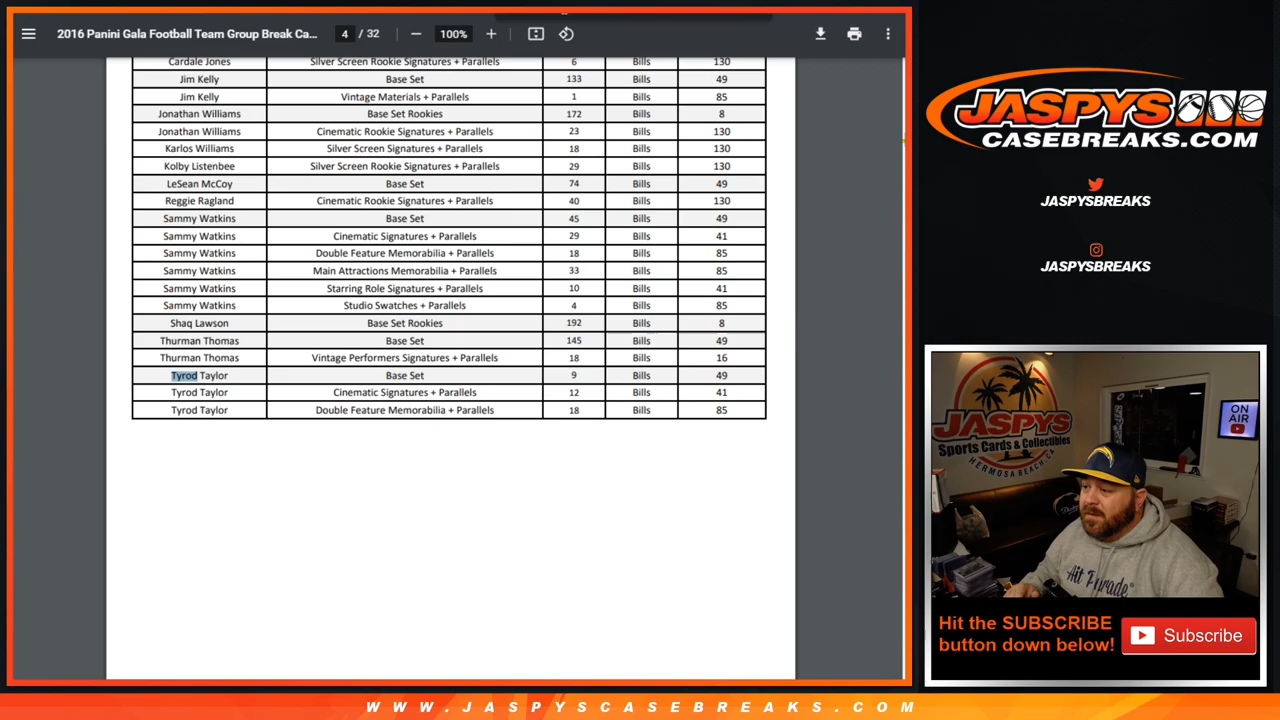 2016 Panini Gala Football Team Group Break Ca... 4 / 32 100%
Cardale Jones Silver Screen Rookie Signatures + Parallels 6 Bills 130
Jim Kelly Base Set 133 Bills 49
Jim Kelly Vintage Materials + Parallels 1 Bills 85
Jonathan Williams Base Set Rookies 172 Bills 8
Jonathan Williams Cinematic Rookie Signatures + Parallels 23 Bills 130
Karlos Williams Silver Screen Signatures + Parallels 18 Bills 130
Kolby Listenbee Silver Screen Rookie Signatures + Parallels 29 Bills 130
LeSean McCoy Base Set 74 Bills 49
Reggie Ragland Cinematic Rookie Signatures + Parallels 40 Bills 130
Sammy Watkins Base Set 45 Bills 49
Sammy Watkins Cinematic Signatures + Parallels 29 Bills 41
Sammy Watkins Double Feature Memorabilia + Parallels 18 Bills 85
Sammy Watkins Main Attractions Memorabilia + Parallels 33 Bills 85
Sammy Watkins Starring Role Signatures + Parallels 10 Bills 41
Sammy Watkins Studio Swatches + Parallels 4 Bills 85
Shaq Lawson Base Set Rookies 192 Bills 8
Thurman Thomas Base Set 145 Bills 49
Thurman Thomas Vintage Performers Signatures + Parallels 18 Bills 16
Tyrod Taylor Base Set 9 Bills 49
Tyrod Taylor Cinematic Signatures + Parallels 12 Bills 41
Tyrod Taylor Double Feature Memorabilia + Parallels 18 Bills 85
JASPYS
CASEBREAKS.COM
JASPYSBREAKS
JASPYSBREAKS
JASPYS
Sports Cards & Collectibles
HERMOSA BEACH, CA
ON AIR
Hit Parade
Hit the SUBSCRIBE
button down below!
Subscribe
WWW.JASPYSCASEBREAKS.COM